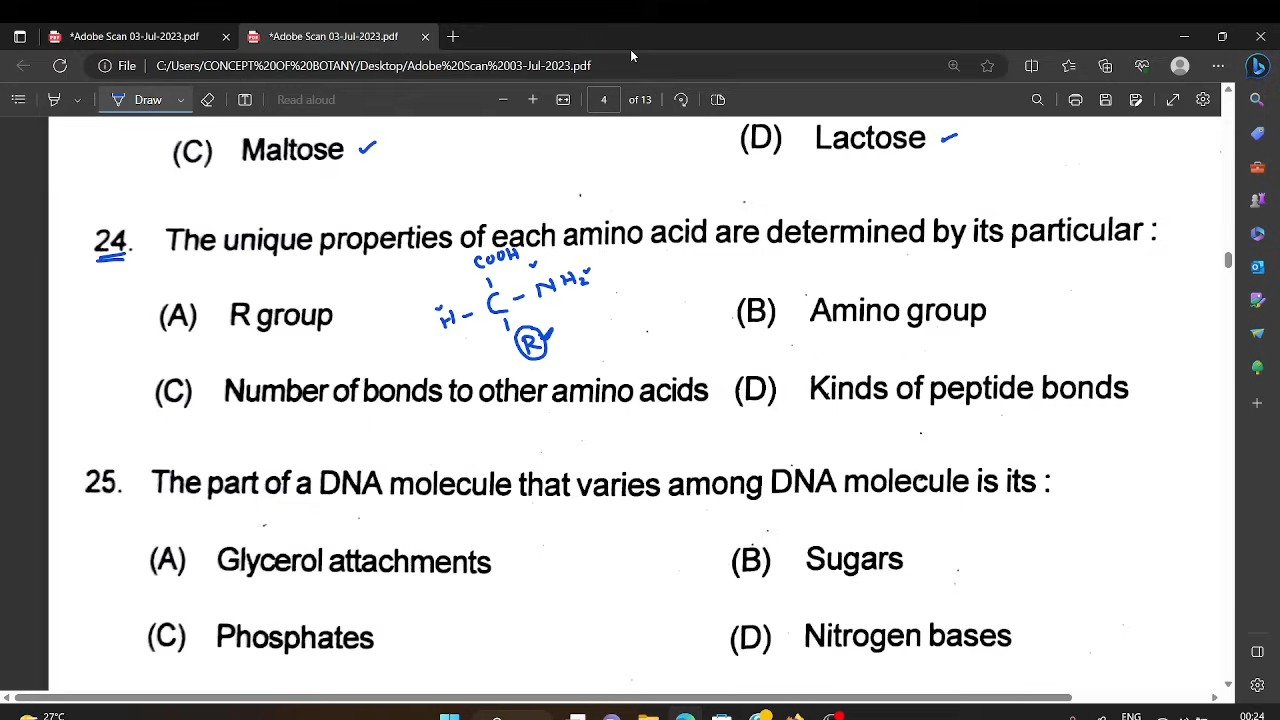 *Adobe Scan 03-Jul-2023.pdf
*Adobe Scan 03-Jul-2023.pdf
File
C:/Users/CONCEPT%20OF%20BOTANY/Desktop/Adobe%20Scan%2003-Jul-2023.pdf
Draw
Read aloud
4 of 13
(C) Maltose
(D) Lactose
24. The unique properties of each amino acid are determined by its particular :
COOH
H - C - NH2
R
(A) R group
(B) Amino group
(C) Number of bonds to other amino acids
(D) Kinds of peptide bonds
25. The part of a DNA molecule that varies among DNA molecule is its :
(A) Glycerol attachments
(B) Sugars
(C) Phosphates
(D) Nitrogen bases
27°C
ENG
00:24